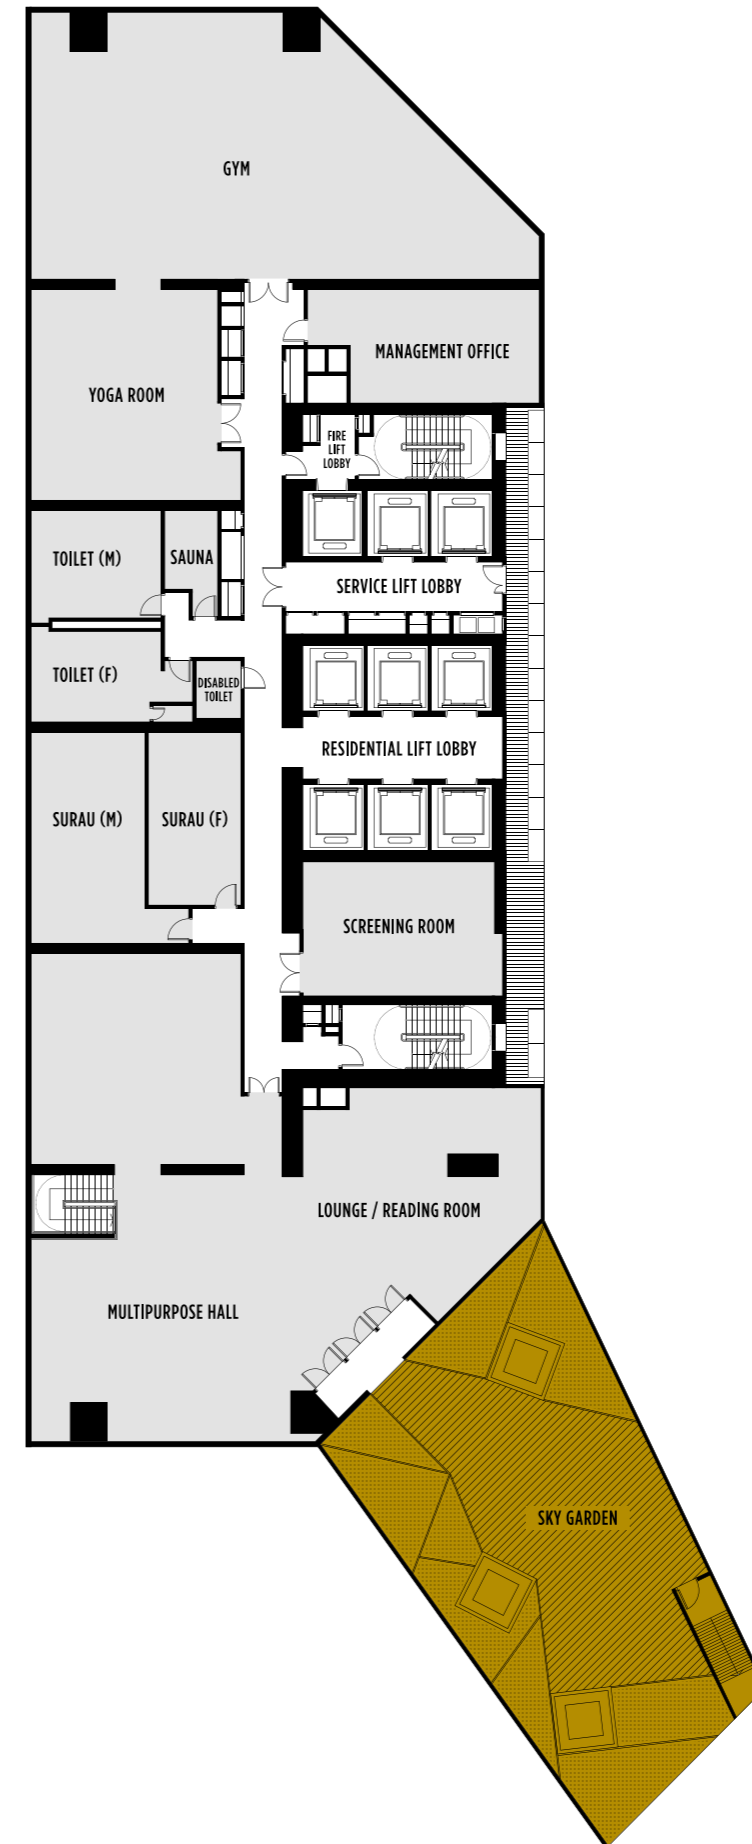 GYM
MANAGEMENT OFFICE
YOGA ROOM
FIRE
LIFT
LOBBY
TOILET (M)
SAUNA
SERVICE LIFT LOBBY
TOILET (F)
DISABLED
TOILET
RESIDENTIAL LIFT LOBBY
SURAU (M)
SURAU (F)
SCREENING ROOM
LOUNGE / READING ROOM
MULTIPURPOSE HALL
SKY GARDEN